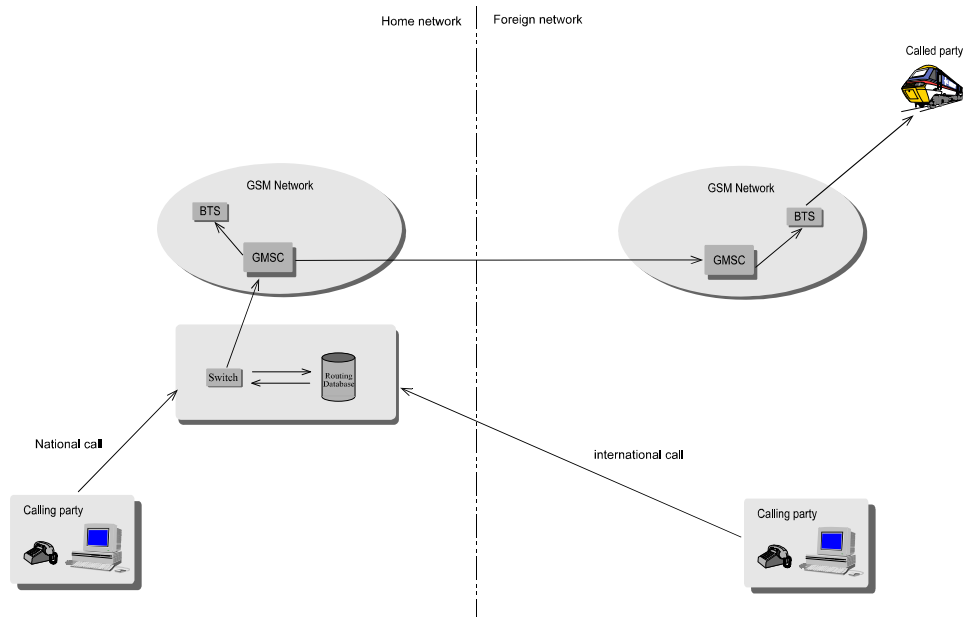 Home network
Foreign network
Called party
GSM Network
BTS
GMSC
GSM Network
BTS
GMSC
Switch
Routing
Database
National call
international call
Calling party
Calling party